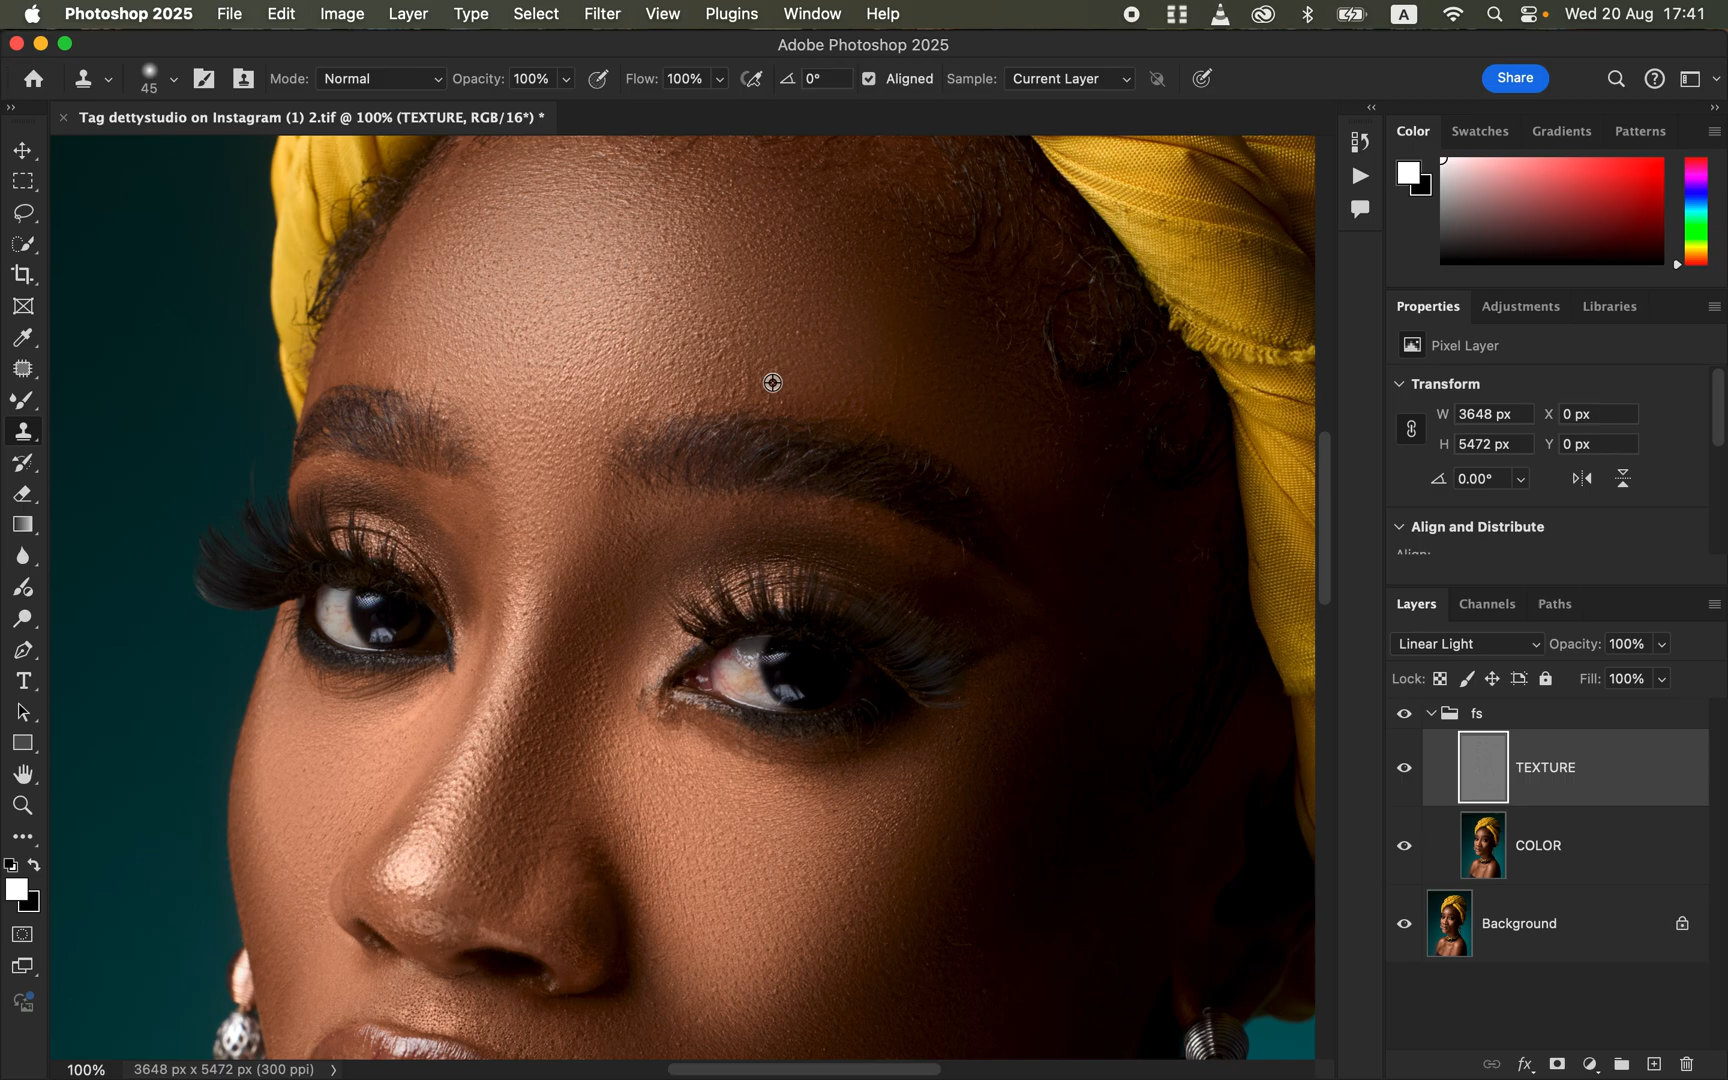 Photoshop 2025 File Edit Image Layer Type Select Filter View Plugins Window Help A Wed 20 Aug 17:41
Adobe Photoshop 2025
45 Mode: Normal Opacity: 100% Flow: 100% 0° Aligned Sample: Current Layer Share
Tag dettystudio on Instagram (1) 2.tif @ 100% (TEXTURE, RGB/16*) *
Color Swatches Gradients Patterns
Properties Adjustments Libraries
Pixel Layer
Transform
W 3648 px X 0 px
H 5472 px Y 0 px
0.00°
Align and Distribute
Align:
Layers Channels Paths
Linear Light Opacity: 100%
Lock: Fill: 100%
fs
TEXTURE
COLOR
Background
fx
100% 3648 px x 5472 px (300 ppi)